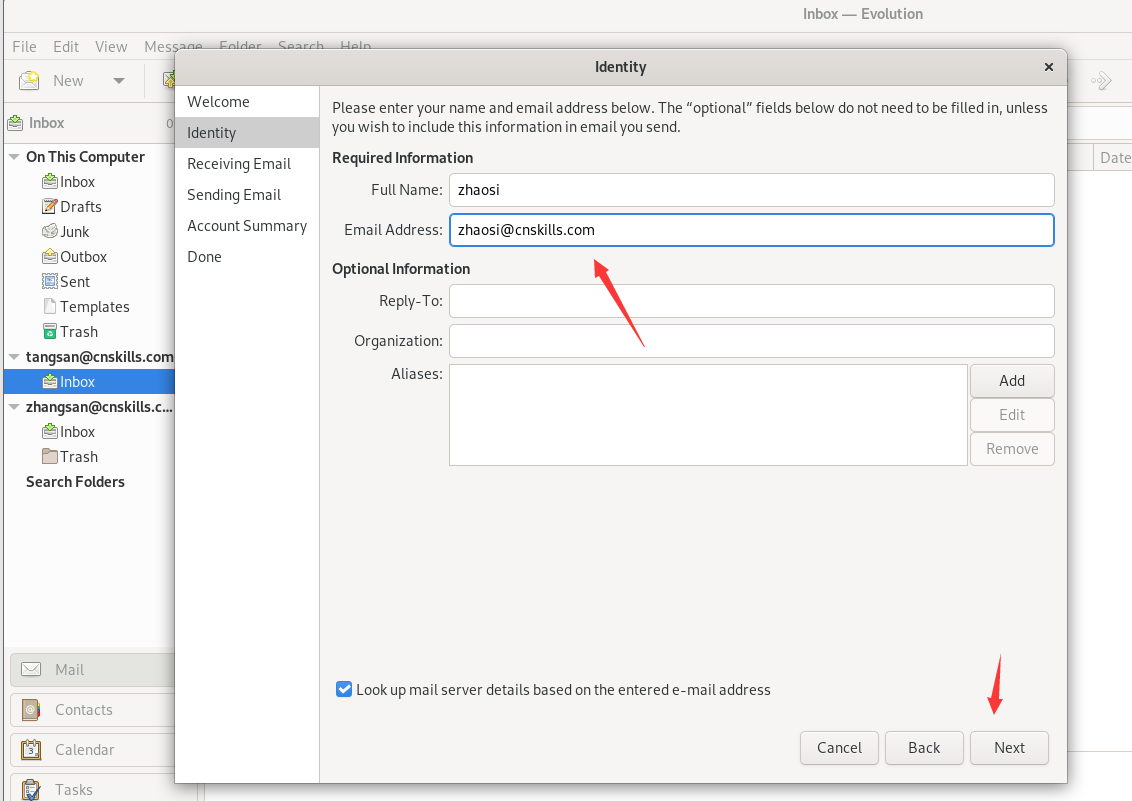 Inbox — Evolution
File Edit View Message Folder Search Help
New
Inbox 0
Date
On This Computer
Inbox
Drafts
Junk
Outbox
Sent
Templates
Trash
tangsan@cnskills.com
Inbox
zhangsan@cnskills.c...
Inbox
Trash
Search Folders
Mail
Contacts
Calendar
Tasks
Identity
Welcome
Identity
Receiving Email
Sending Email
Account Summary
Done
Please enter your name and email address below. The “optional” fields below do not need to be filled in, unless
you wish to include this information in email you send.
Required Information
Full Name: zhaosi
Email Address: zhaosi@cnskills.com
Optional Information
Reply-To:
Organization:
Aliases:
Add
Edit
Remove
Look up mail server details based on the entered e-mail address
Cancel Back Next